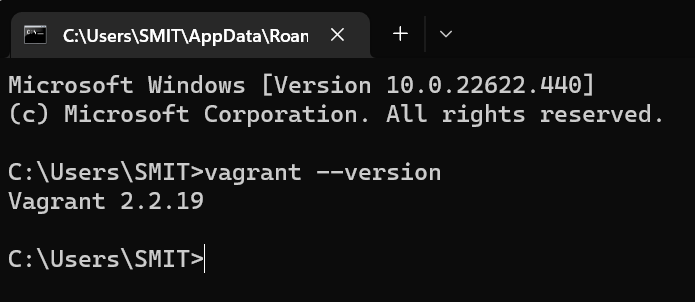 C:\Users\SMIT\AppData\Roan
Microsoft Windows [Version 10.0.22622.440]
(c) Microsoft Corporation. All rights reserved.
C:\Users\SMIT>vagrant --version
Vagrant 2.2.19
C:\Users\SMIT>